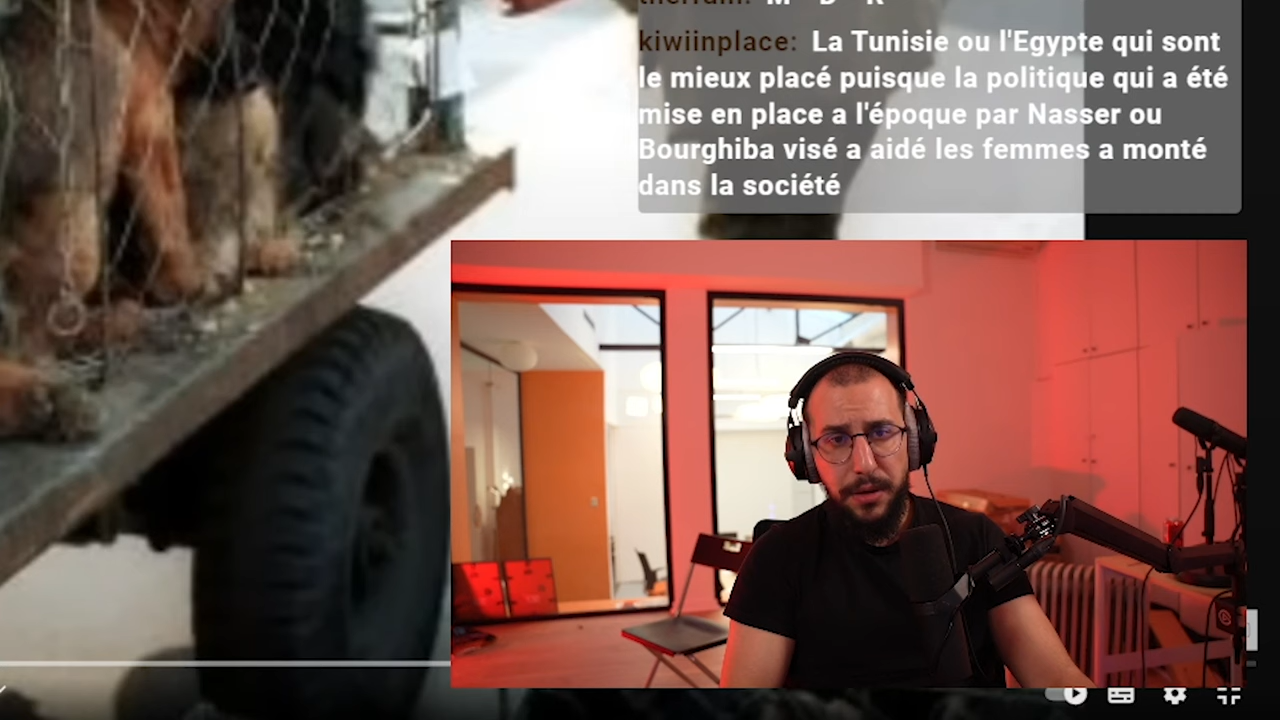 kiwiinplace: La Tunisie ou l'Egypte qui sont
le mieux placé puisque la politique qui a été
mise en place a l'époque par Nasser ou
Bourghiba visé a aidé les femmes a monté
dans la société